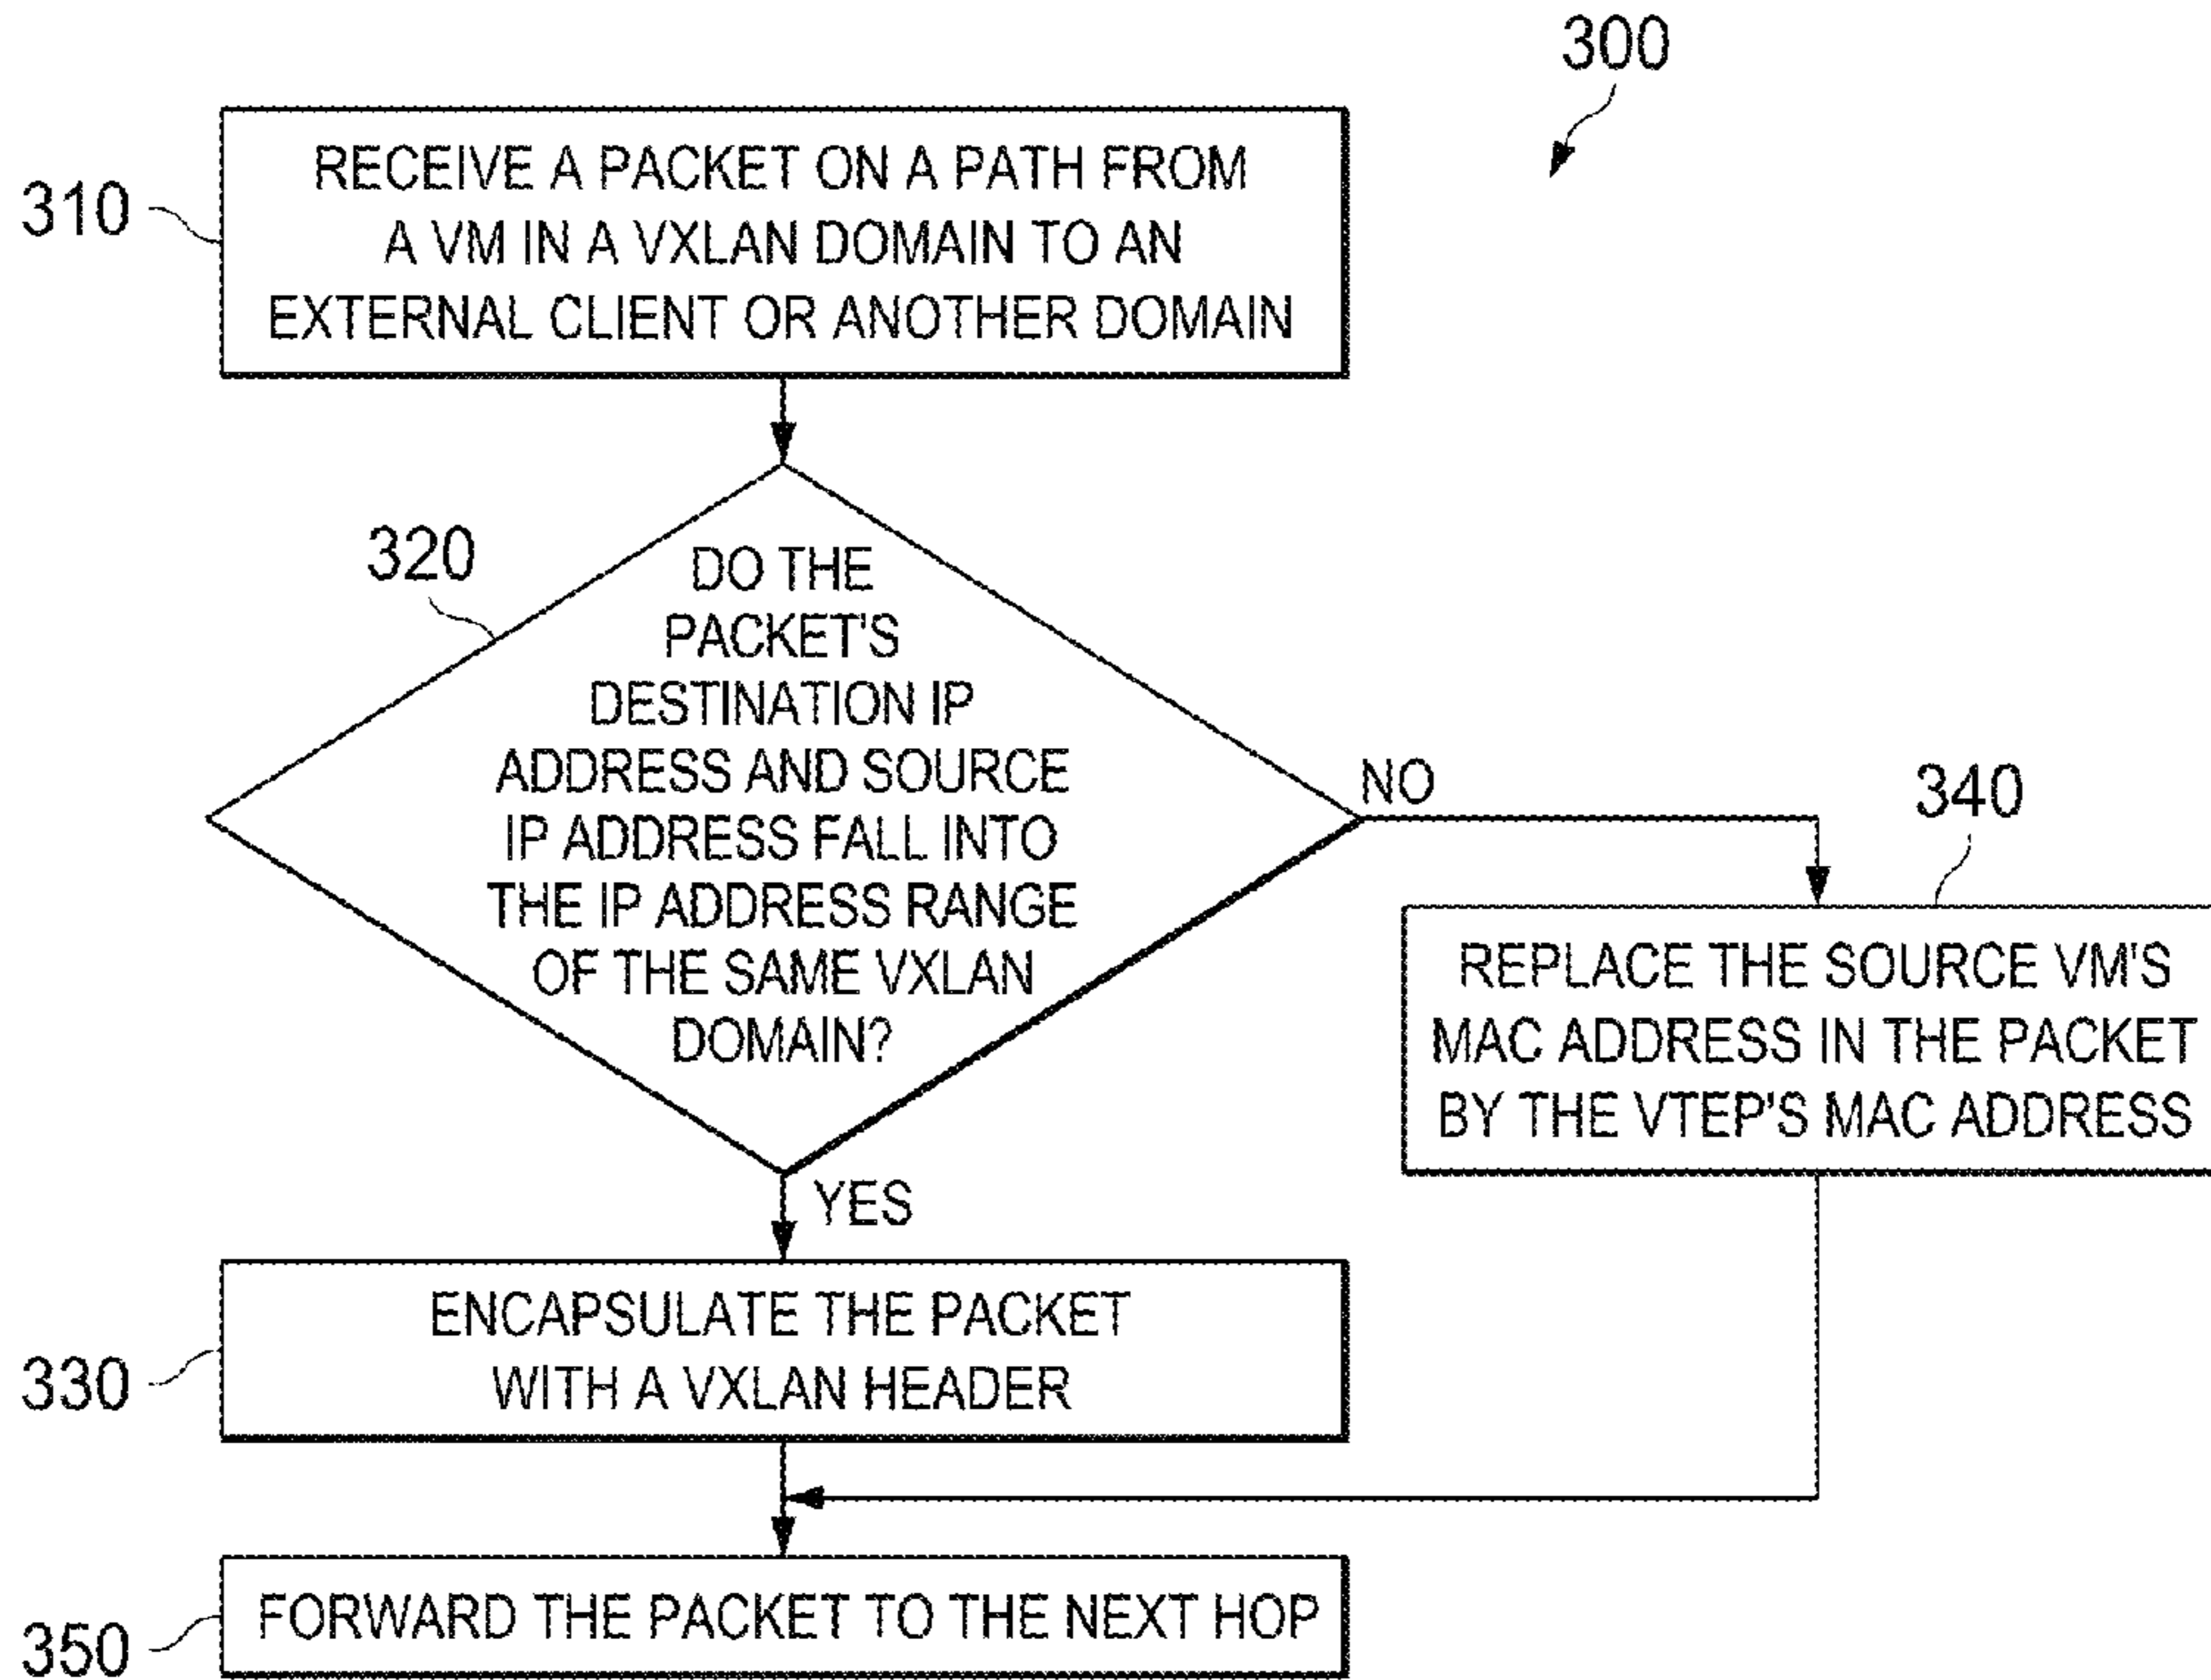 300
310
RECEIVE A PACKET ON A PATH FROM
A VM IN A VXLAN DOMAIN TO AN
EXTERNAL CLIENT OR ANOTHER DOMAIN
320
DO THE
PACKET'S
DESTINATION IP
ADDRESS AND SOURCE
IP ADDRESS FALL INTO
THE IP ADDRESS RANGE
OF THE SAME VXLAN
DOMAIN?
NO
340
REPLACE THE SOURCE VM'S
MAC ADDRESS IN THE PACKET
BY THE VTEP'S MAC ADDRESS
YES
330
ENCAPSULATE THE PACKET
WITH A VXLAN HEADER
350
FORWARD THE PACKET TO THE NEXT HOP